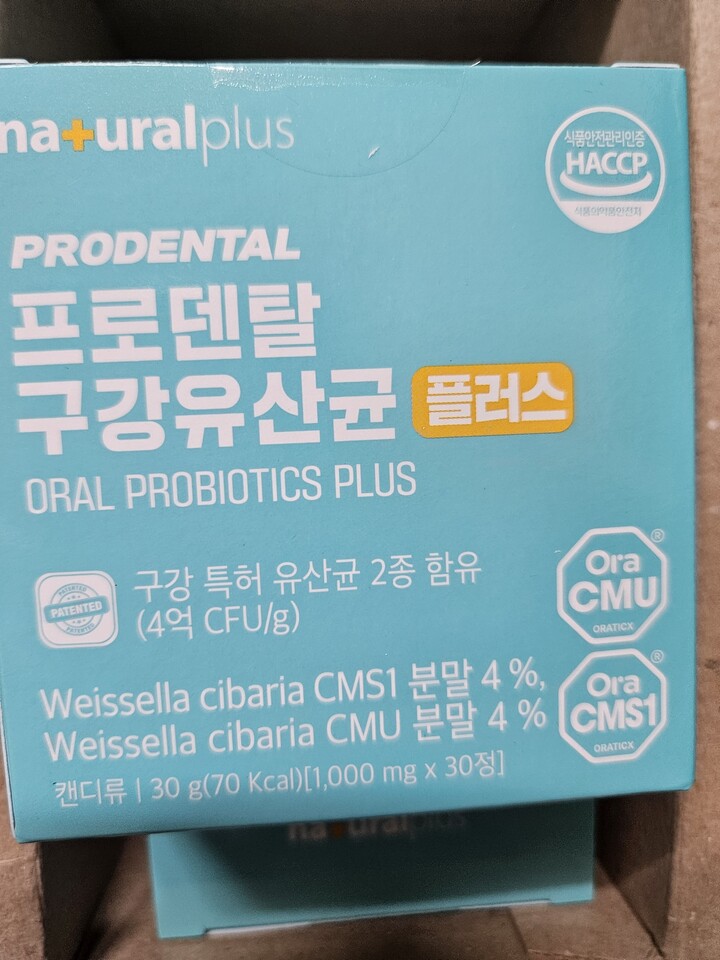 na+uralplus
식품안전관리인증
HACCP
식품의약품안전처
PRODENTAL
프로덴탈
구강유산균 플러스
ORAL PROBIOTICS PLUS
PATENTED
구강 특허 유산균 2종 함유
(4억 CFU/g)
Ora
CMU®
ORATICX
Weissella cibaria CMS1 분말 4 %,
Weissella cibaria CMU 분말 4 %
Ora
CMS1®
ORATICX
캔디류 | 30 g(70 Kcal)[1,000 mg x 30정]
na+uralplus